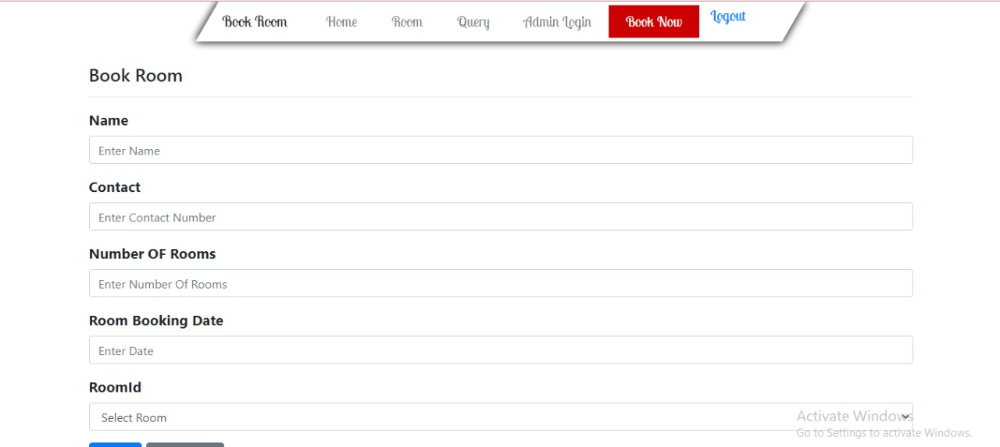 Book Room Home Room Query Admin Login Book Now Logout
Book Room
Name
Enter Name
Contact
Enter Contact Number
Number OF Rooms
Enter Number Of Rooms
Room Booking Date
Enter Date
RoomId
Select Room
Activate Windows
Go to Settings to activate Windows.